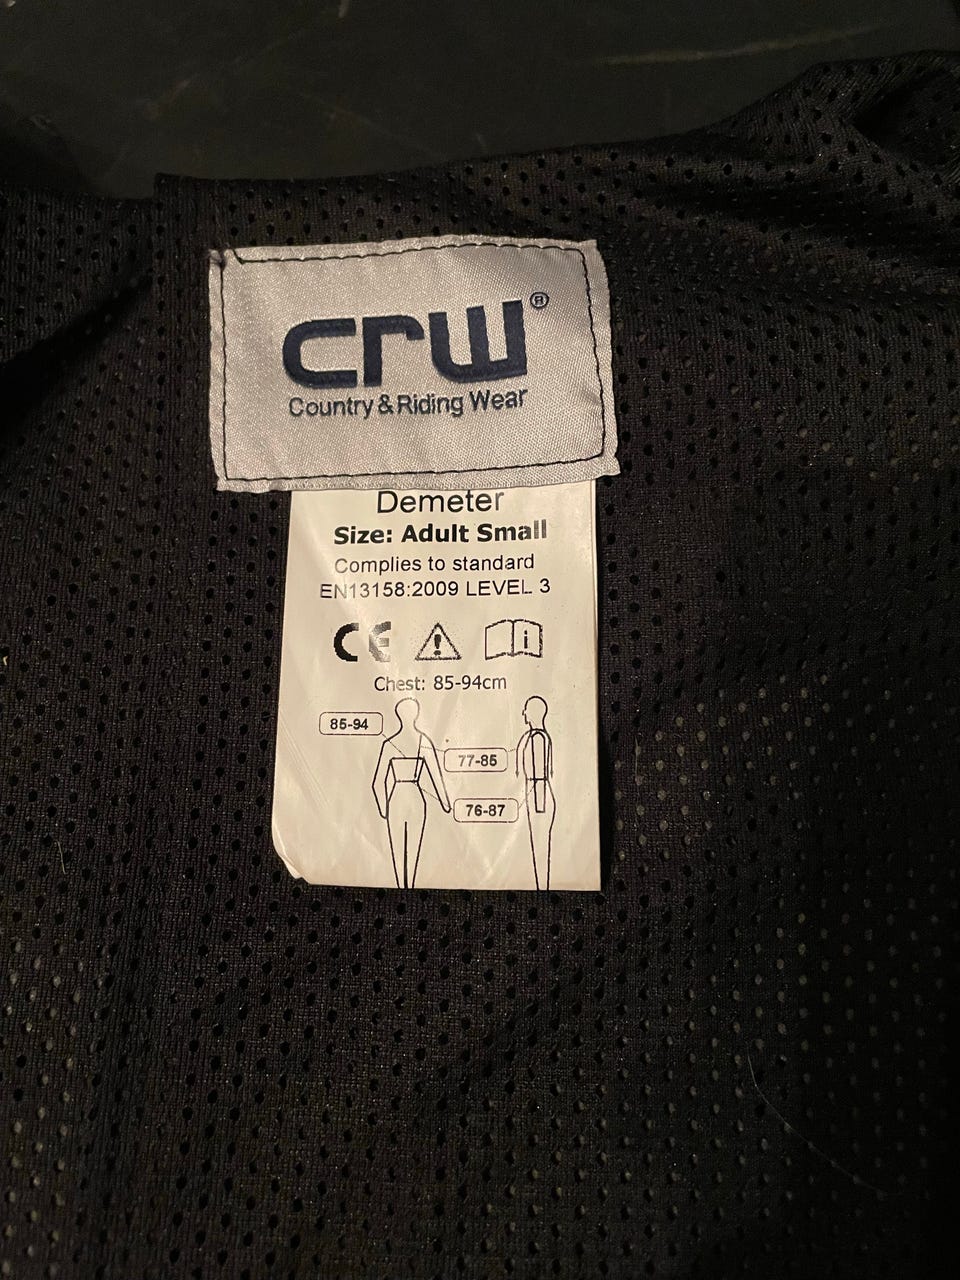 crw®
Country & Riding Wear
Demeter
Size: Adult Small
Complies to standard
EN13158:2009 LEVEL 3
CE
Chest: 85-94cm
85-94
77-85
76-87